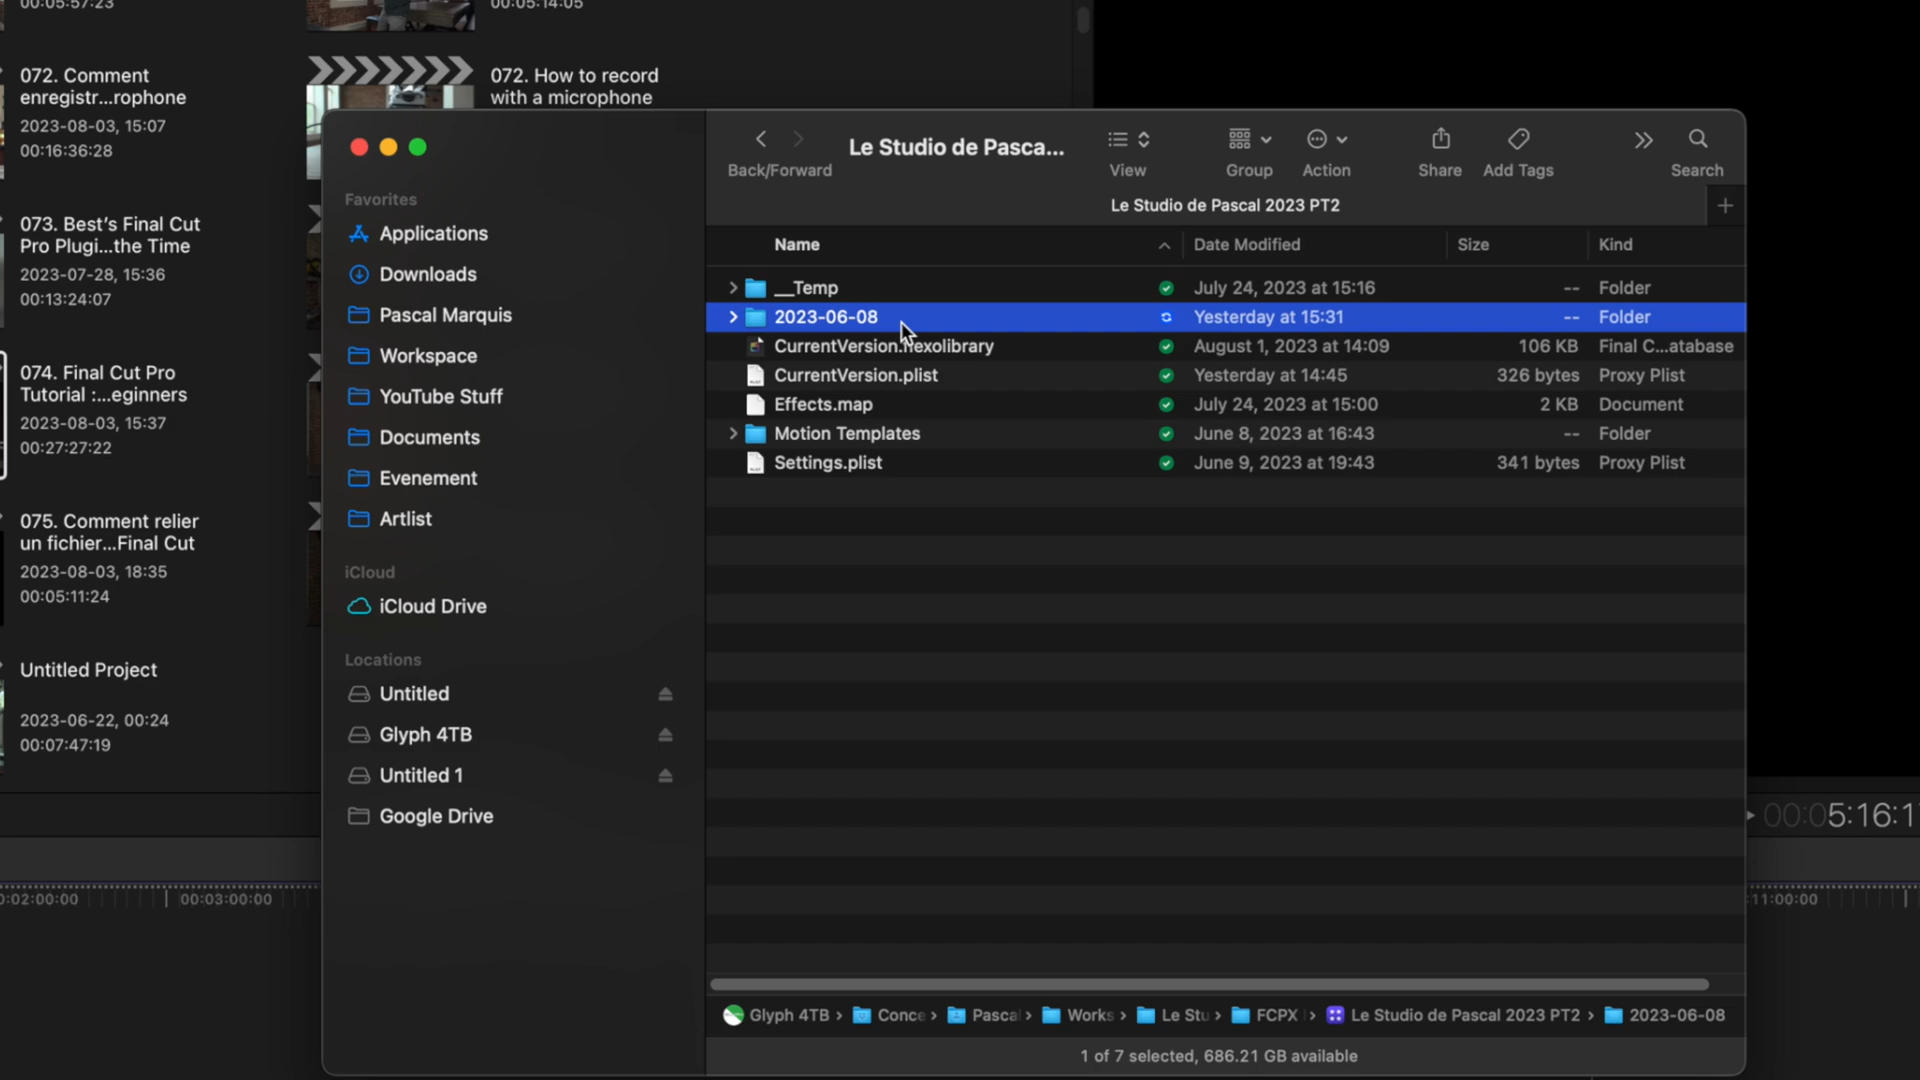 00:05:57:23
00:05:14:05
072. Comment
enregistr...rophone
2023-08-03, 15:07
00:16:36:28
072. How to record
with a microphone
073. Best's Final Cut
Pro Plugi...the Time
2023-07-28, 15:36
00:13:24:07
074. Final Cut Pro
Tutorial :...eginners
2023-08-03, 15:37
00:27:27:22
075. Comment relier
un fichier...Final Cut
2023-08-03, 18:35
00:05:11:24
Untitled Project
2023-06-22, 00:24
00:07:47:19
0:02:00:00
00:03:00:00
Favorites
Applications
Downloads
Pascal Marquis
Workspace
YouTube Stuff
Documents
Evenement
Artlist
iCloud
iCloud Drive
Locations
Untitled
Glyph 4TB
Untitled 1
Google Drive
Back/Forward
Le Studio de Pasca...
View
Group
Action
Share
Add Tags
Search
Le Studio de Pascal 2023 PT2
Name Date Modified Size Kind
__Temp July 24, 2023 at 15:16 -- Folder
2023-06-08 Yesterday at 15:31 -- Folder
CurrentVersion.flexolibrary August 1, 2023 at 14:09 106 KB Final C...atabase
CurrentVersion.plist Yesterday at 14:45 326 bytes Proxy Plist
Effects.map July 24, 2023 at 15:00 2 KB Document
Motion Templates June 8, 2023 at 16:43 -- Folder
Settings.plist June 9, 2023 at 19:43 341 bytes Proxy Plist
Glyph 4TB › Conce › Pascal › Works › Le Stu › FCPX › Le Studio de Pascal 2023 PT2 › 2023-06-08
1 of 7 selected, 686.21 GB available
00:05:16:1
11:00:00